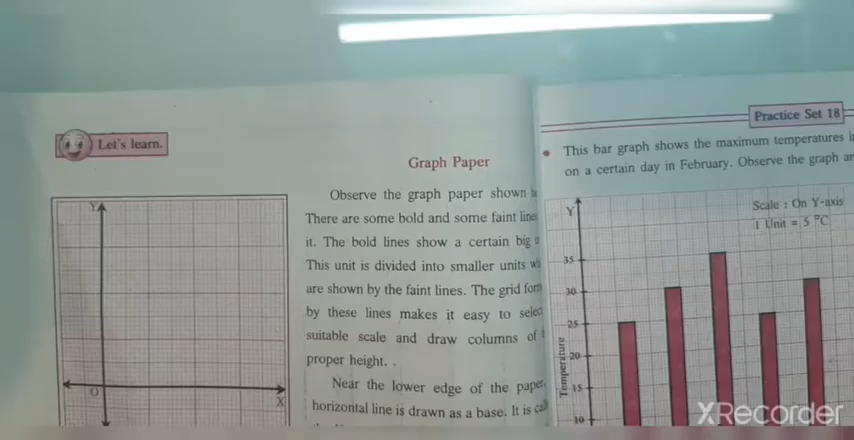 Let's learn.
Graph Paper
Y
O
X
Observe the graph paper shown
There are some bold and some faint lines
it. The bold lines show a certain big
This unit is divided into smaller units
are shown by the faint lines. The grid
by these lines makes it easy to
suitable scale and draw columns of
proper height.
Near the lower edge of the paper,
horizontal line is drawn as a base. It is
Practice Set 18
• This bar graph shows the maximum temperatures
on a certain day in February. Observe the graph
Y
Scale : On Y-axis
1 Unit = 5 °C
35
30
25
20
15
10
Temperature
XRecorder